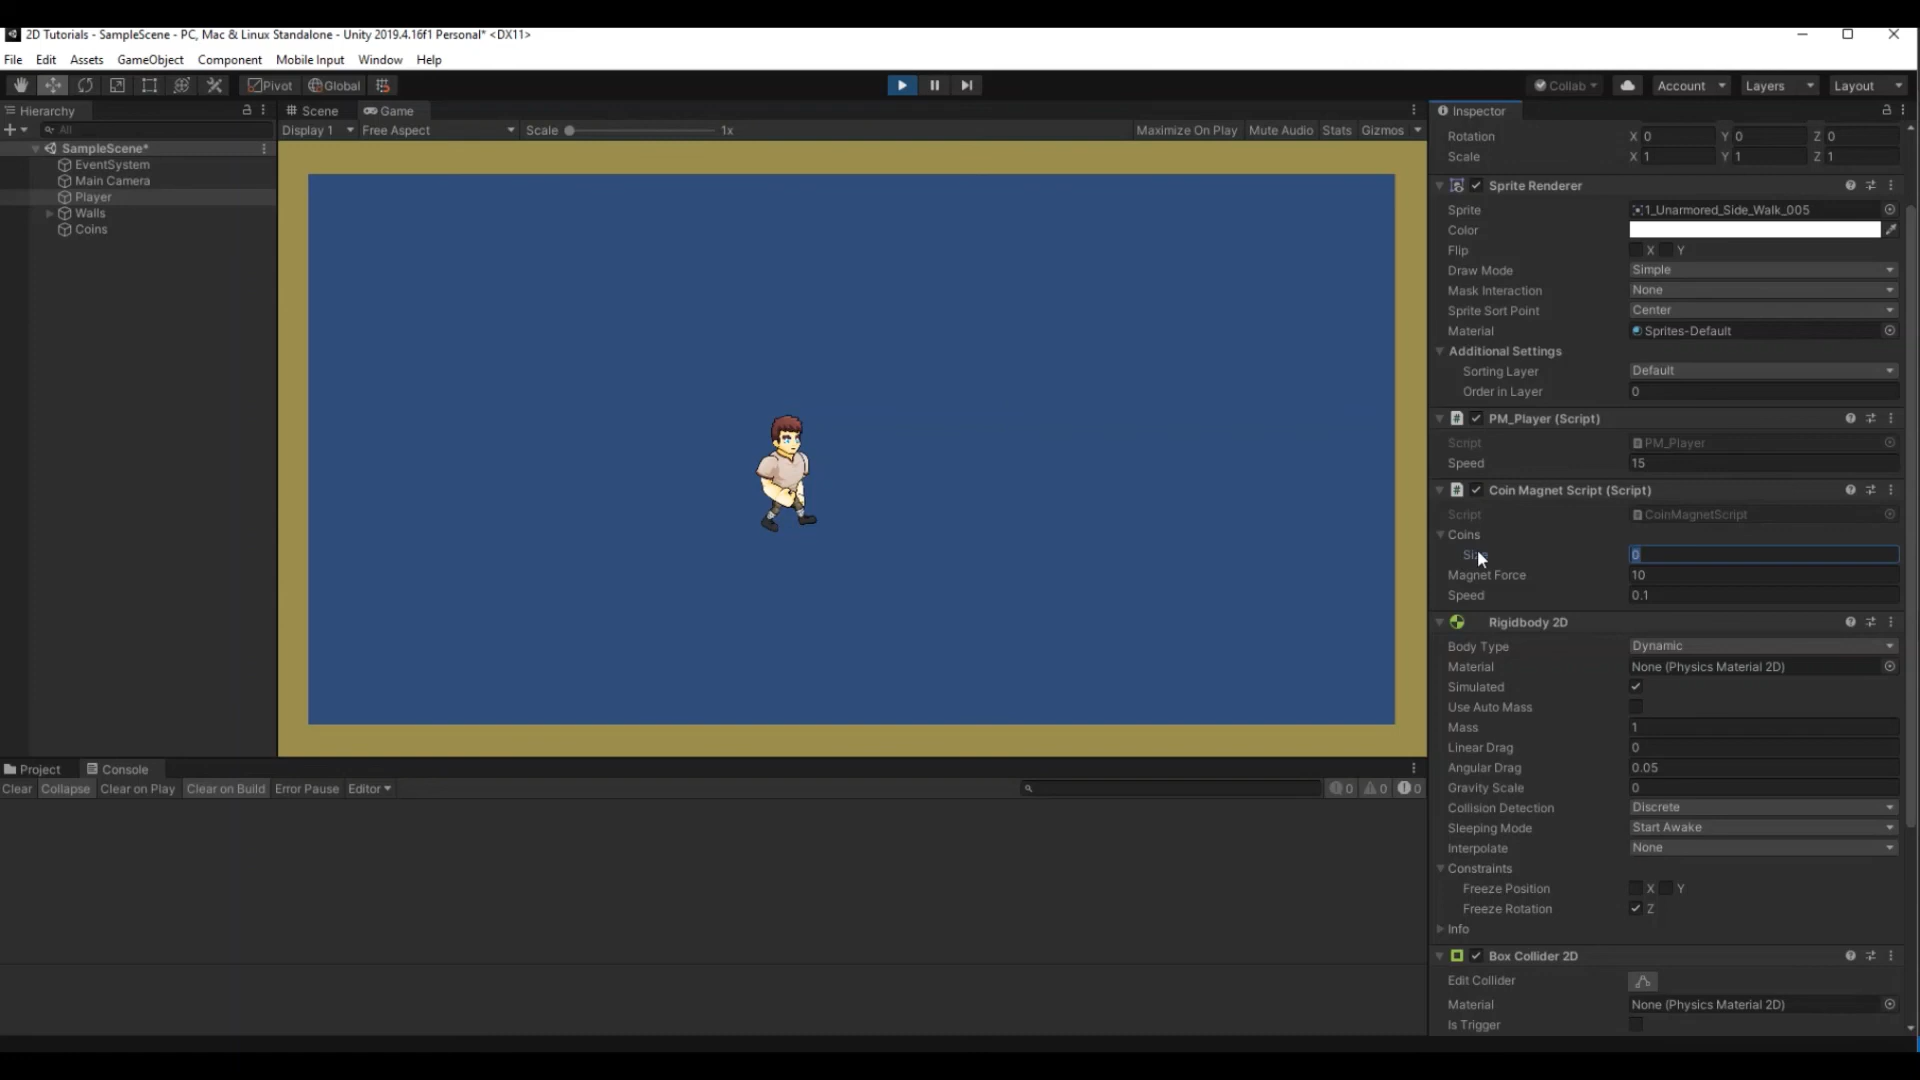 2D Tutorials - SampleScene - PC, Mac & Linux Standalone - Unity 2019.4.16f1 Personal* <DX11>
File Edit Assets GameObject Component Mobile Input Window Help
Pivot Global Collab Account Layers Layout
Hierarchy
All
SampleScene*
EventSystem
Main Camera
Player
Walls
Coins
Scene Game
Display 1 Free Aspect Scale 1x Maximize On Play Mute Audio Stats Gizmos
Project Console
Clear Collapse Clear on Play Clear on Build Error Pause Editor 0 0 0
Inspector
Rotation X 0 Y 0 Z 0
Scale X 1 Y 1 Z 1
Sprite Renderer
Sprite 1_Unarmored_Side_Walk_005
Color
Flip X Y
Draw Mode Simple
Mask Interaction None
Sprite Sort Point Center
Material Sprites-Default
Additional Settings
Sorting Layer Default
Order in Layer 0
PM_Player (Script)
Script PM_Player
Speed 15
Coin Magnet Script (Script)
Script CoinMagnetScript
Coins
Size 0
Magnet Force 10
Speed 0.1
Rigidbody 2D
Body Type Dynamic
Material None (Physics Material 2D)
Simulated
Use Auto Mass
Mass 1
Linear Drag 0
Angular Drag 0.05
Gravity Scale 0
Collision Detection Discrete
Sleeping Mode Start Awake
Interpolate None
Constraints
Freeze Position X Y
Freeze Rotation Z
Info
Box Collider 2D
Edit Collider
Material None (Physics Material 2D)
Is Trigger